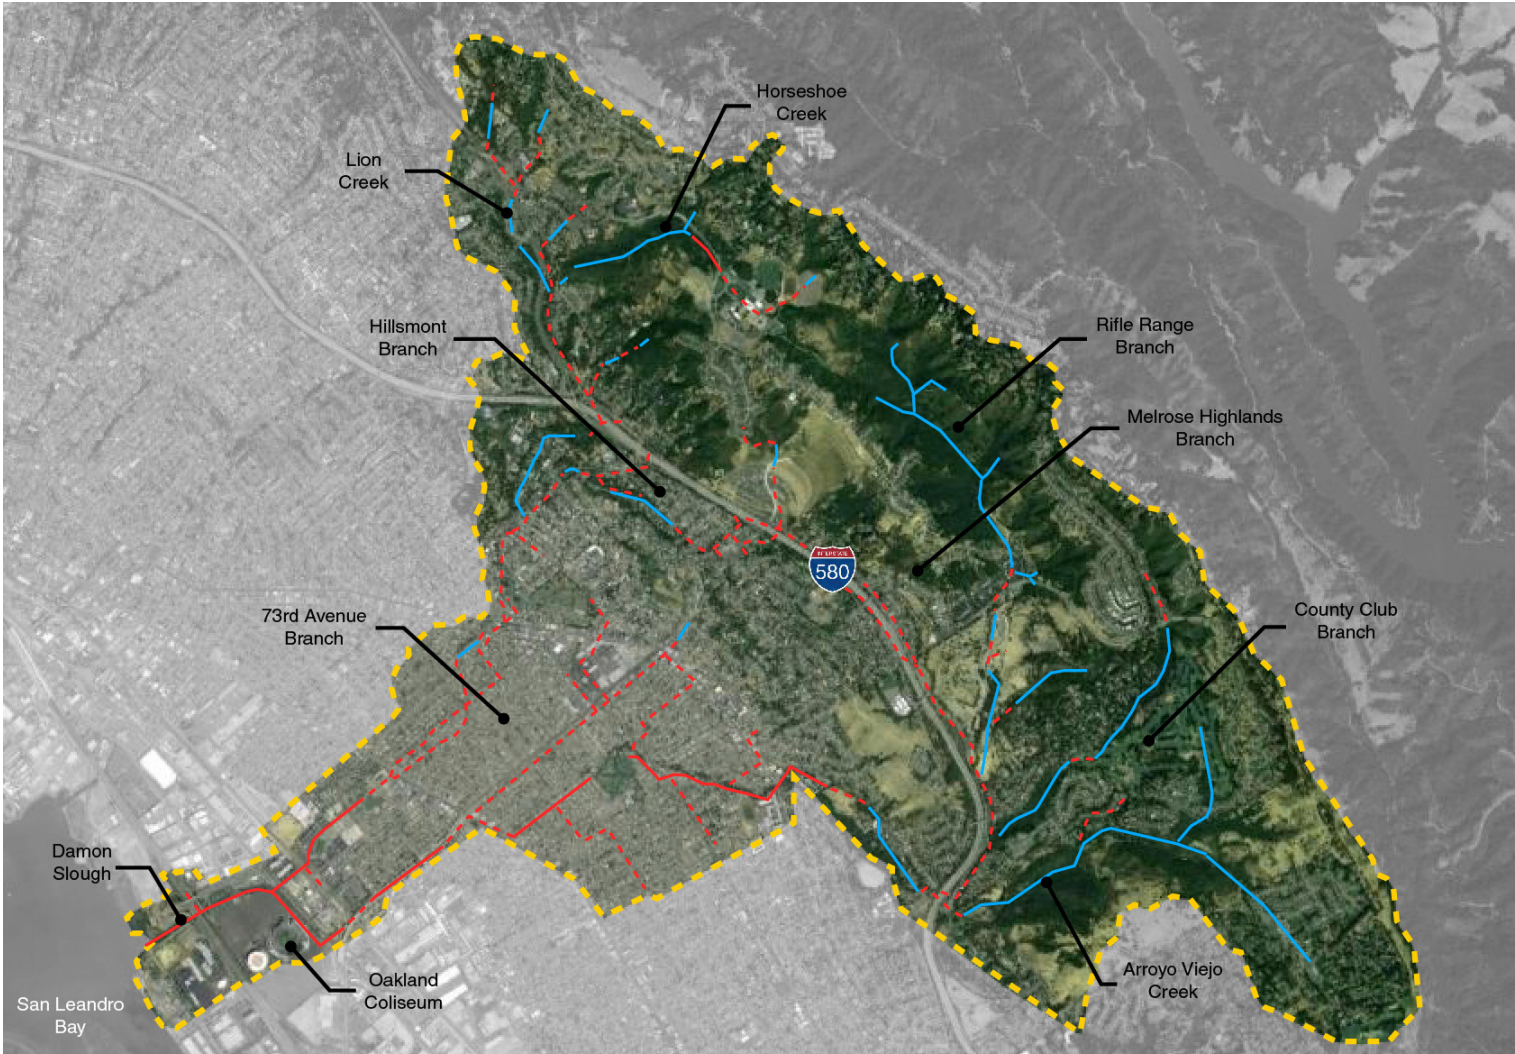 Horseshoe
Creek
Lion
Creek
Hillsmont
Branch
Rifle Range
Branch
Melrose Highlands
Branch
INTERSTATE
580
73rd Avenue
Branch
County Club
Branch
Damon
Slough
Oakland
Coliseum
Arroyo Viejo
Creek
San Leandro
Bay